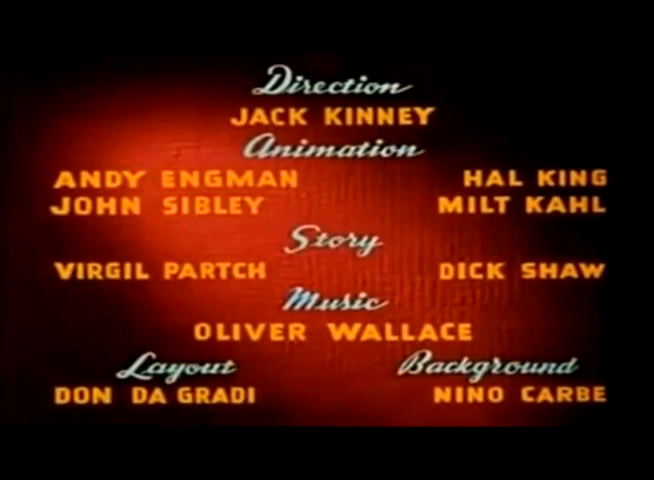 Direction
JACK KINNEY
Animation
ANDY ENGMAN HAL KING
JOHN SIBLEY MILT KAHL
Story
VIRGIL PARTCH DICK SHAW
Music
OLIVER WALLACE
Layout Background
DON DA GRADI NINO CARBE